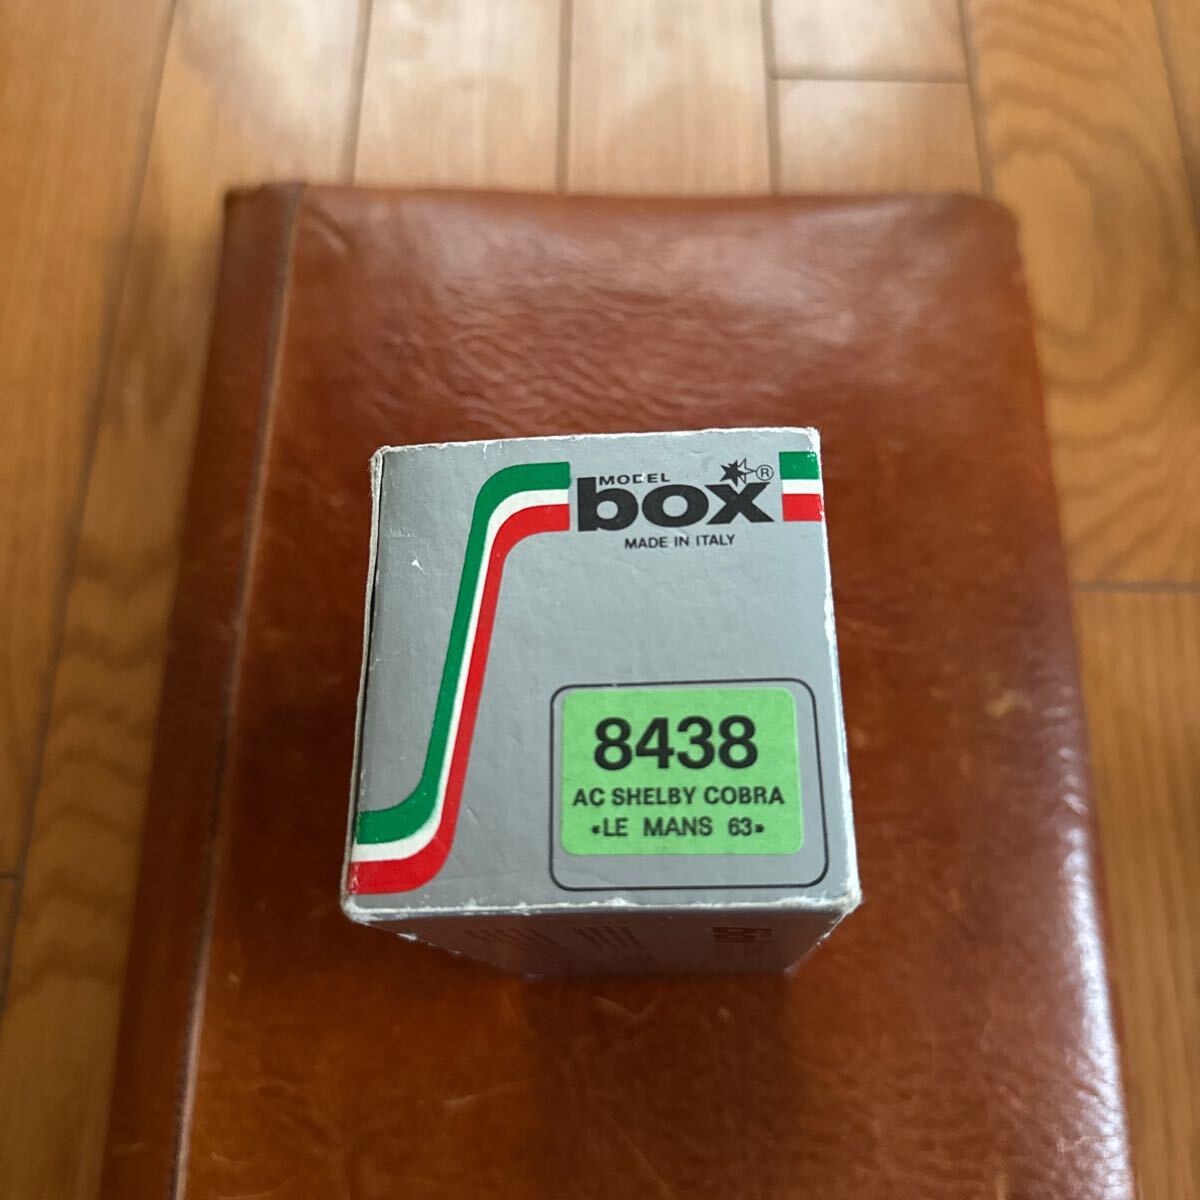 MODEL
box ®
MADE IN ITALY
8438
AC SHELBY COBRA
«LE MANS 63»